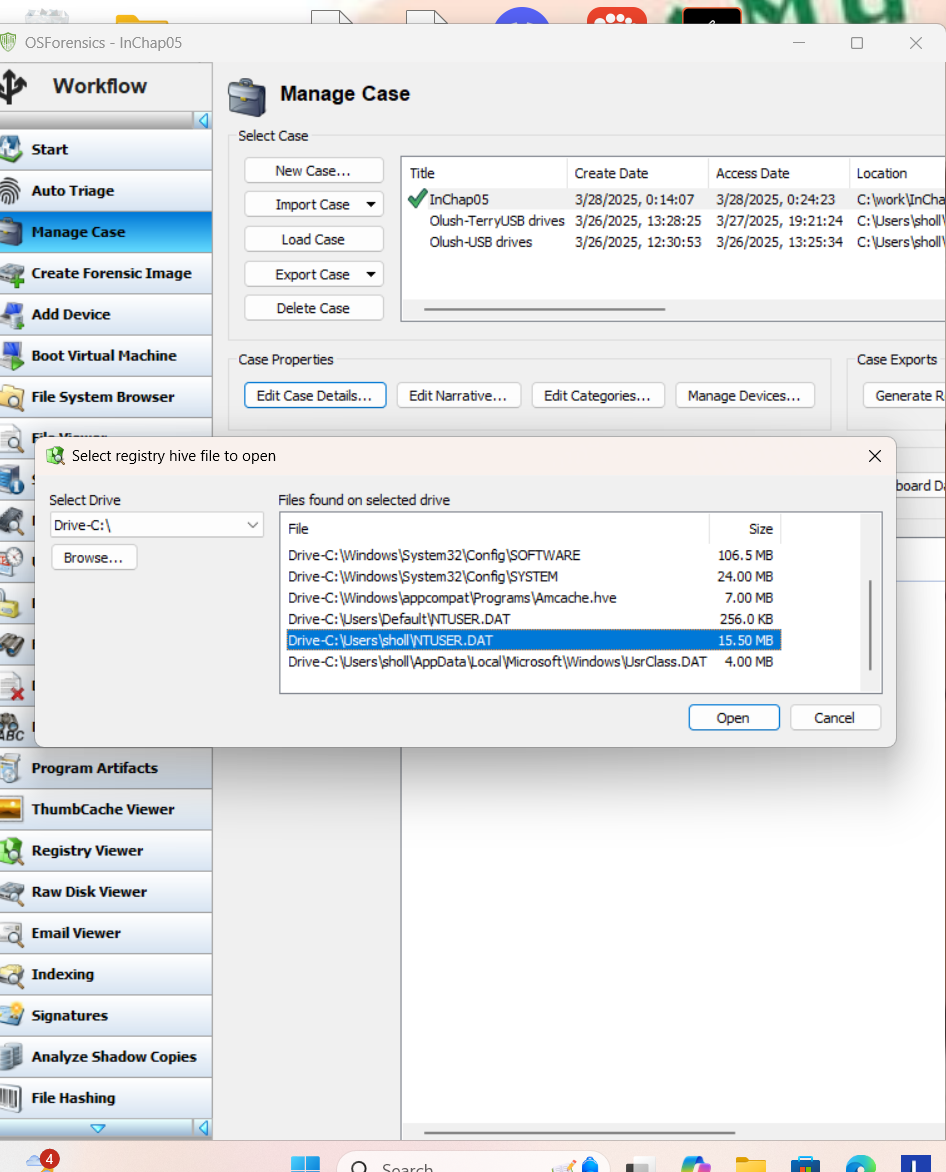 OSForensics - InChap05
Workflow
Start
Auto Triage
Manage Case
Create Forensic Image
Add Device
Boot Virtual Machine
File System Browser
Manage Case
Select Case
New Case...
Import Case
Load Case
Export Case
Delete Case
Title Create Date Access Date Location
InChap05 3/28/2025, 0:14:07 3/28/2025, 0:24:23 C:\work\InCha
Olush-TerryUSB drives 3/26/2025, 13:28:25 3/27/2025, 19:21:24 C:\Users\sholl\
Olush-USB drives 3/26/2025, 12:30:53 3/26/2025, 13:25:34 C:\Users\sholl\
Case Properties
Edit Case Details... Edit Narrative... Edit Categories... Manage Devices...
Case Exports
Generate R
board Da
Select registry hive file to open
Select Drive
Drive-C:\
Browse...
Files found on selected drive
File Size
Drive-C:\Windows\System32\Config\SOFTWARE 106.5 MB
Drive-C:\Windows\System32\Config\SYSTEM 24.00 MB
Drive-C:\Windows\appcompat\Programs\Amcache.hve 7.00 MB
Drive-C:\Users\Default\NTUSER.DAT 256.0 KB
Drive-C:\Users\sholl\NTUSER.DAT 15.50 MB
Drive-C:\Users\sholl\AppData\Local\Microsoft\Windows\UsrClass.DAT 4.00 MB
Open Cancel
Program Artifacts
ThumbCache Viewer
Registry Viewer
Raw Disk Viewer
Email Viewer
Indexing
Signatures
Analyze Shadow Copies
File Hashing
4
Search